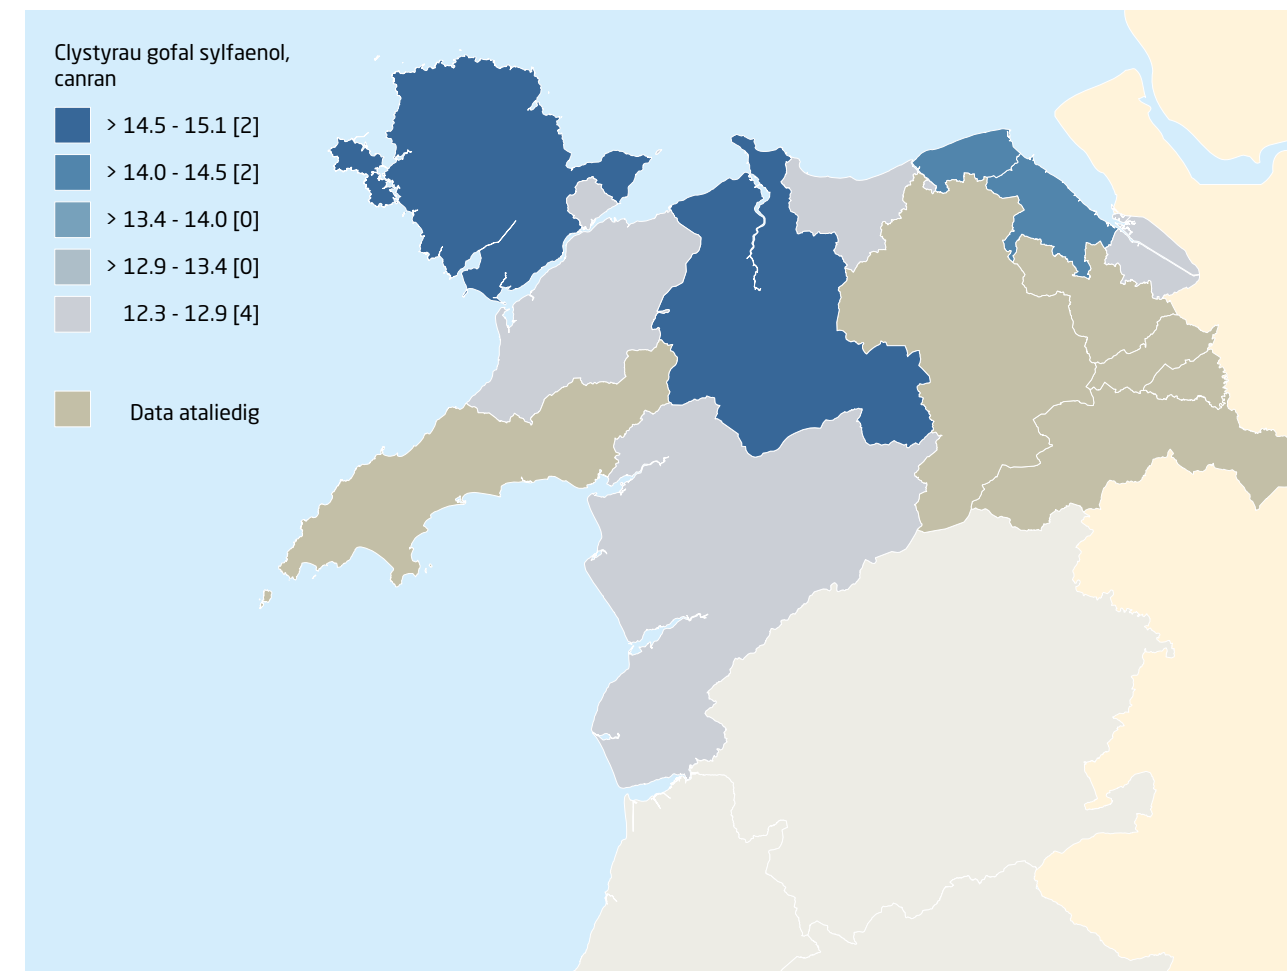 Clystyrau gofal sylfaenol,
canran
> 14.5 - 15.1 [2]
> 14.0 - 14.5 [2]
> 13.4 - 14.0 [0]
> 12.9 - 13.4 [0]
12.3 - 12.9 [4]
Data ataliedig